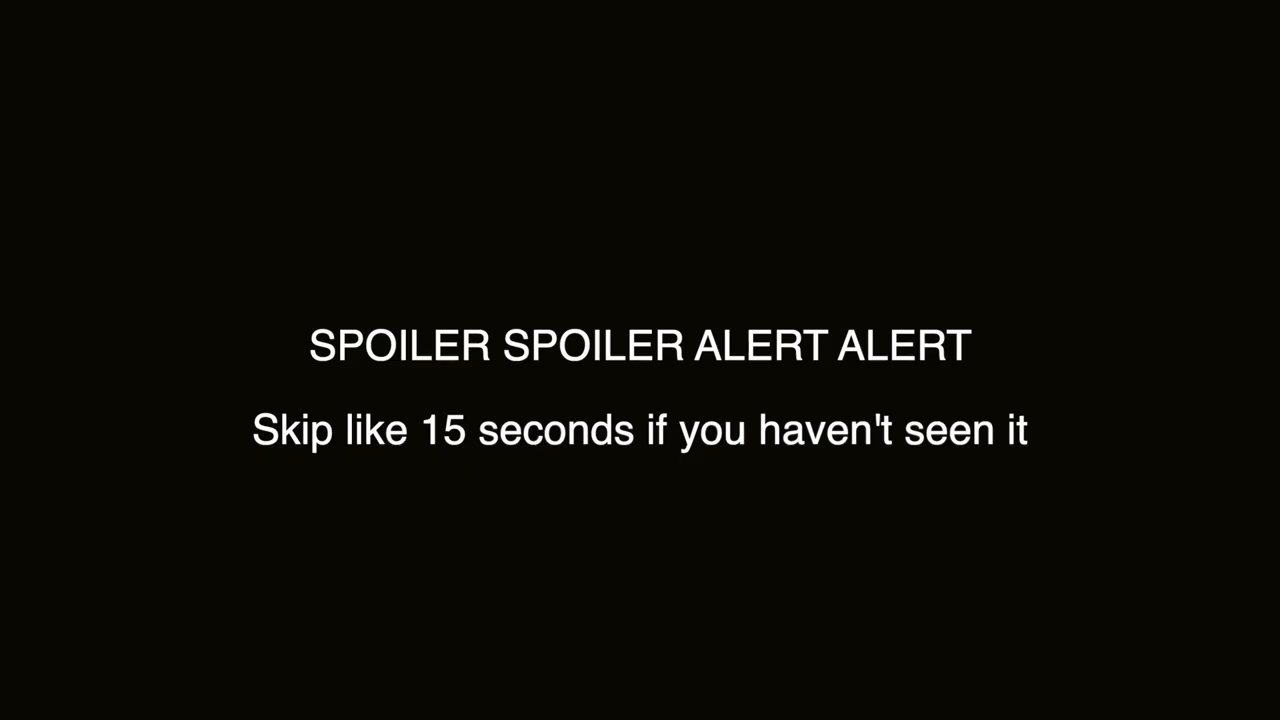 SPOILER SPOILER ALERT ALERT
Skip like 15 seconds if you haven't seen it